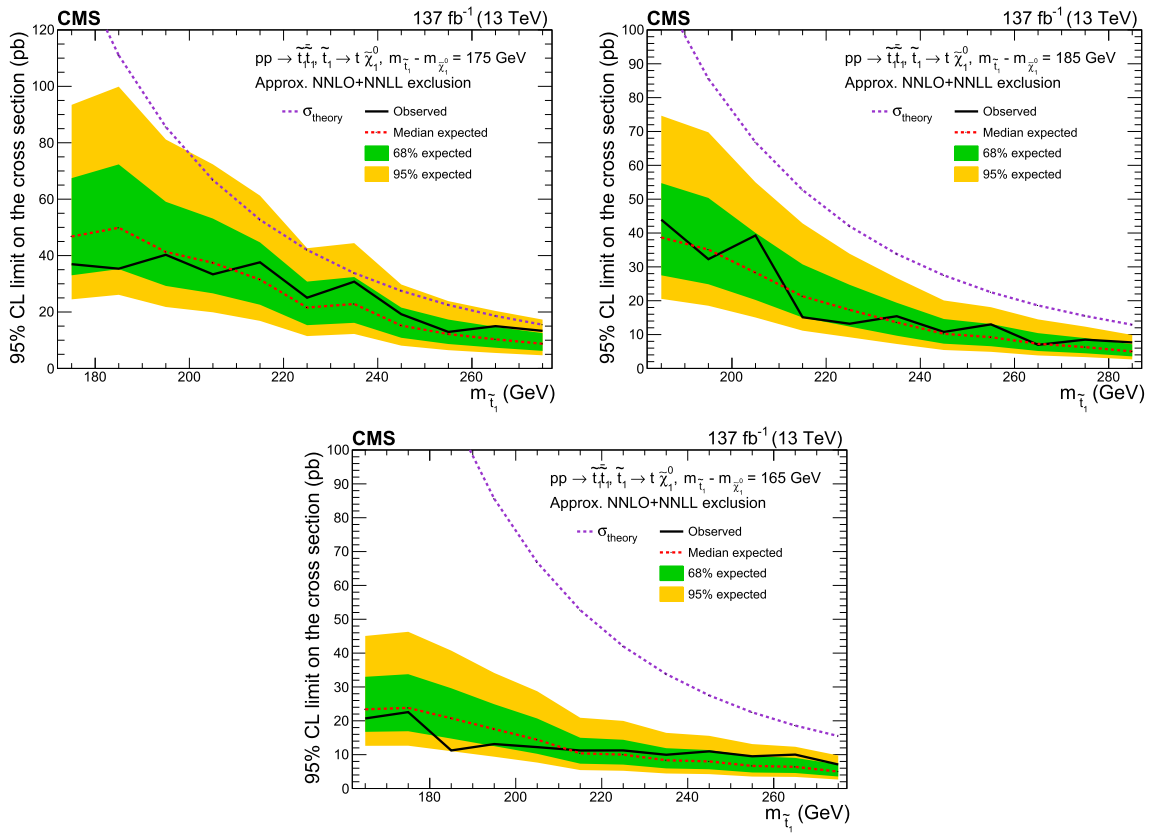 CMS 137 fb⁻¹ (13 TeV)
pp → t̃₁t̃̄₁, t̃₁ → t χ̃₁⁰, m_t̃₁ - m_χ̃₁⁰ = 175 GeV
Approx. NNLO+NNLL exclusion
σ_theory Observed
Median expected
68% expected
95% expected
95% CL limit on the cross section (pb)
120
100
80
60
40
20
0
180 200 220 240 260
m_t̃₁ (GeV)
CMS 137 fb⁻¹ (13 TeV)
pp → t̃₁t̃̄₁, t̃₁ → t χ̃₁⁰, m_t̃₁ - m_χ̃₁⁰ = 185 GeV
Approx. NNLO+NNLL exclusion
σ_theory Observed
Median expected
68% expected
95% expected
95% CL limit on the cross section (pb)
100
90
80
70
60
50
40
30
20
10
0
200 220 240 260 280
m_t̃₁ (GeV)
CMS 137 fb⁻¹ (13 TeV)
pp → t̃₁t̃̄₁, t̃₁ → t χ̃₁⁰, m_t̃₁ - m_χ̃₁⁰ = 165 GeV
Approx. NNLO+NNLL exclusion
σ_theory Observed
Median expected
68% expected
95% expected
95% CL limit on the cross section (pb)
100
90
80
70
60
50
40
30
20
10
0
180 200 220 240 260
m_t̃₁ (GeV)